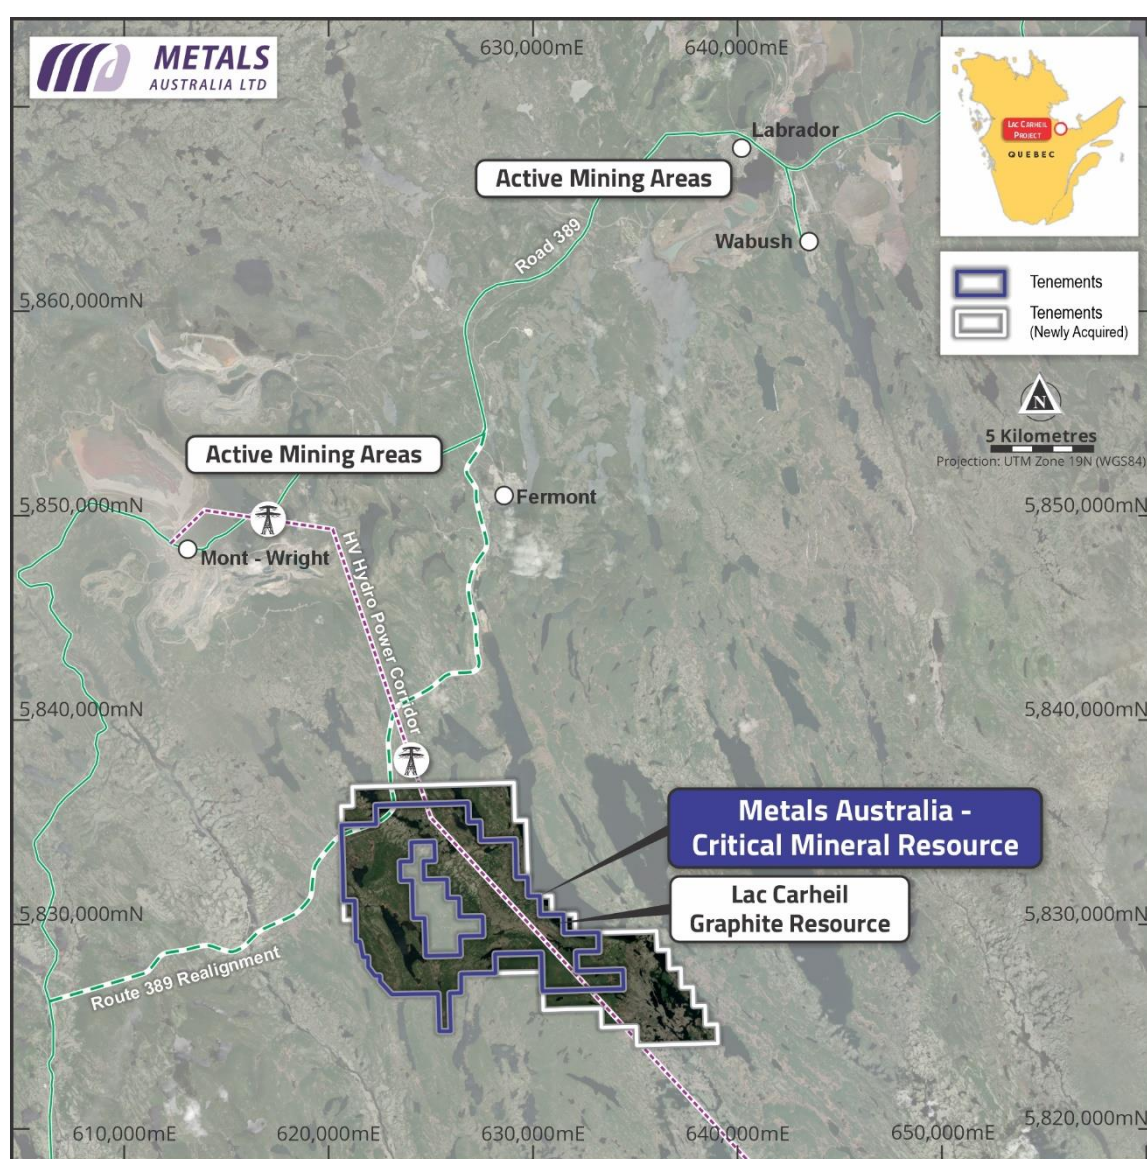 METALS
AUSTRALIA LTD
630,000mE
640,000mE
LAC CARHEIL
PROJECT
QUEBEC
Labrador
Active Mining Areas
Wabush
Road 389
Tenements
Tenements
(Newly Acquired)
5,860,000mN
N
5 Kilometres
Projection: UTM Zone 19N (WGS84)
Active Mining Areas
Fermont
5,850,000mN
5,850,000mN
Mont - Wright
HV Hydro Power Corridor
5,840,000mN
5,840,000mN
Metals Australia -
Critical Mineral Resource
Lac Carheil
Graphite Resource
5,830,000mN
5,830,000mN
Route 389 Realignment
5,820,000mN
610,000mE
620,000mE
630,000mE
640,000mE
650,000mE